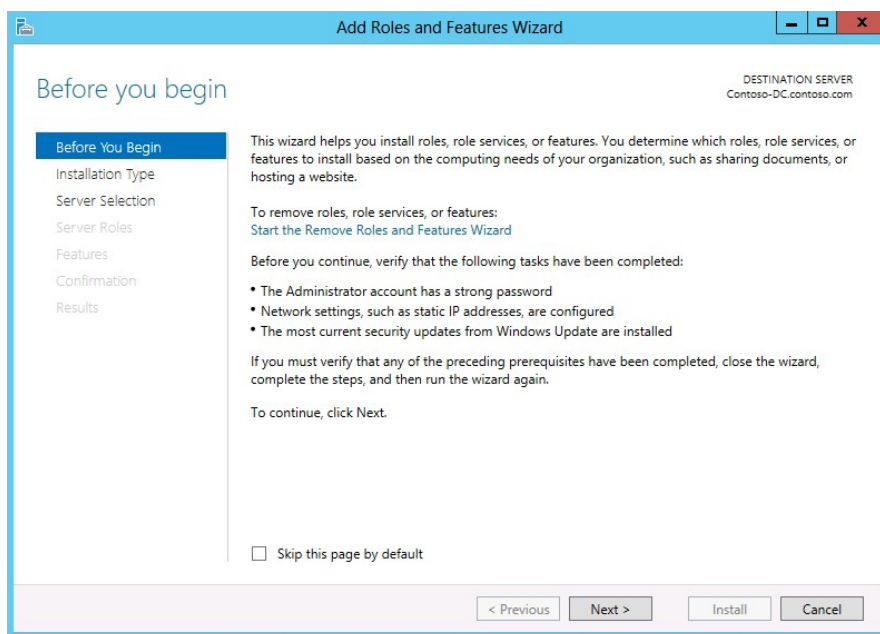 Add Roles and Features Wizard
Before you begin
DESTINATION SERVER
Contoso-DC.contoso.com
Before You Begin
Installation Type
Server Selection
Server Roles
Features
Confirmation
Results
This wizard helps you install roles, role services, or features. You determine which roles, role services, or
features to install based on the computing needs of your organization, such as sharing documents, or
hosting a website.
To remove roles, role services, or features:
Start the Remove Roles and Features Wizard
Before you continue, verify that the following tasks have been completed:
• The Administrator account has a strong password
• Network settings, such as static IP addresses, are configured
• The most current security updates from Windows Update are installed
If you must verify that any of the preceding prerequisites have been completed, close the wizard,
complete the steps, and then run the wizard again.
To continue, click Next.
Skip this page by default
< Previous
Next >
Install
Cancel